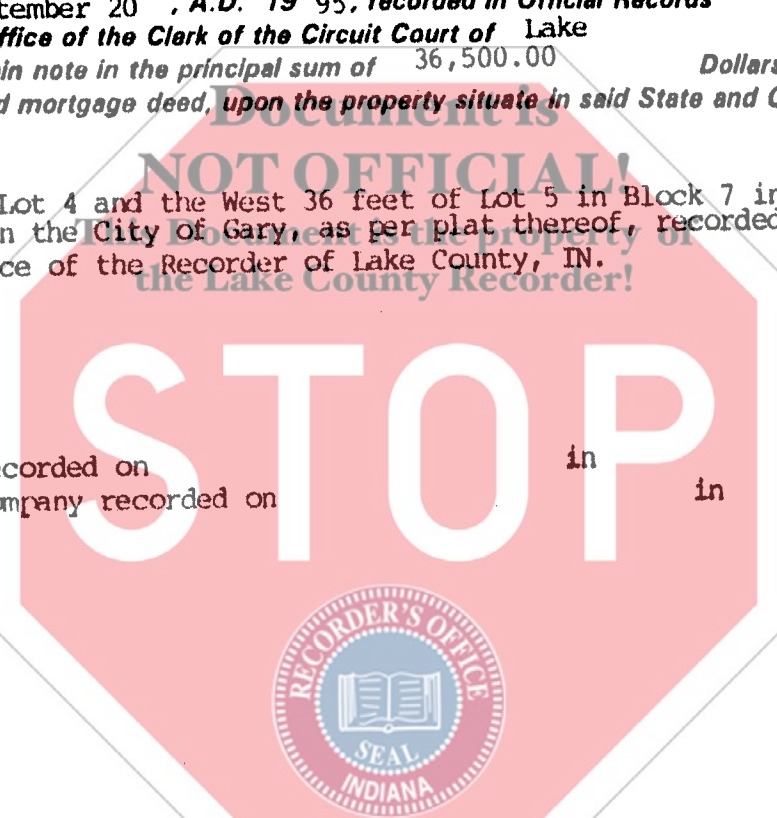 tember 20 , A.D. 19 95, recorded in Official Records
ffice of the Clerk of the Circuit Court of Lake
in note in the principal sum of 36,500.00 Dollars
d mortgage deed, upon the property situate in said State and C
Document is
NOT OFFICIAL!
Lot 4 and the West 36 feet of Lot 5 in Block 7 in
n the City of Gary, as per plat thereof, recorded
This Document is the property of
ce of the Recorder of Lake County, IN.
the Lake County Recorder!
STOP
ecorded on in
mpany recorded on in
RECORDER'S OFFICE
SEAL
INDIANA